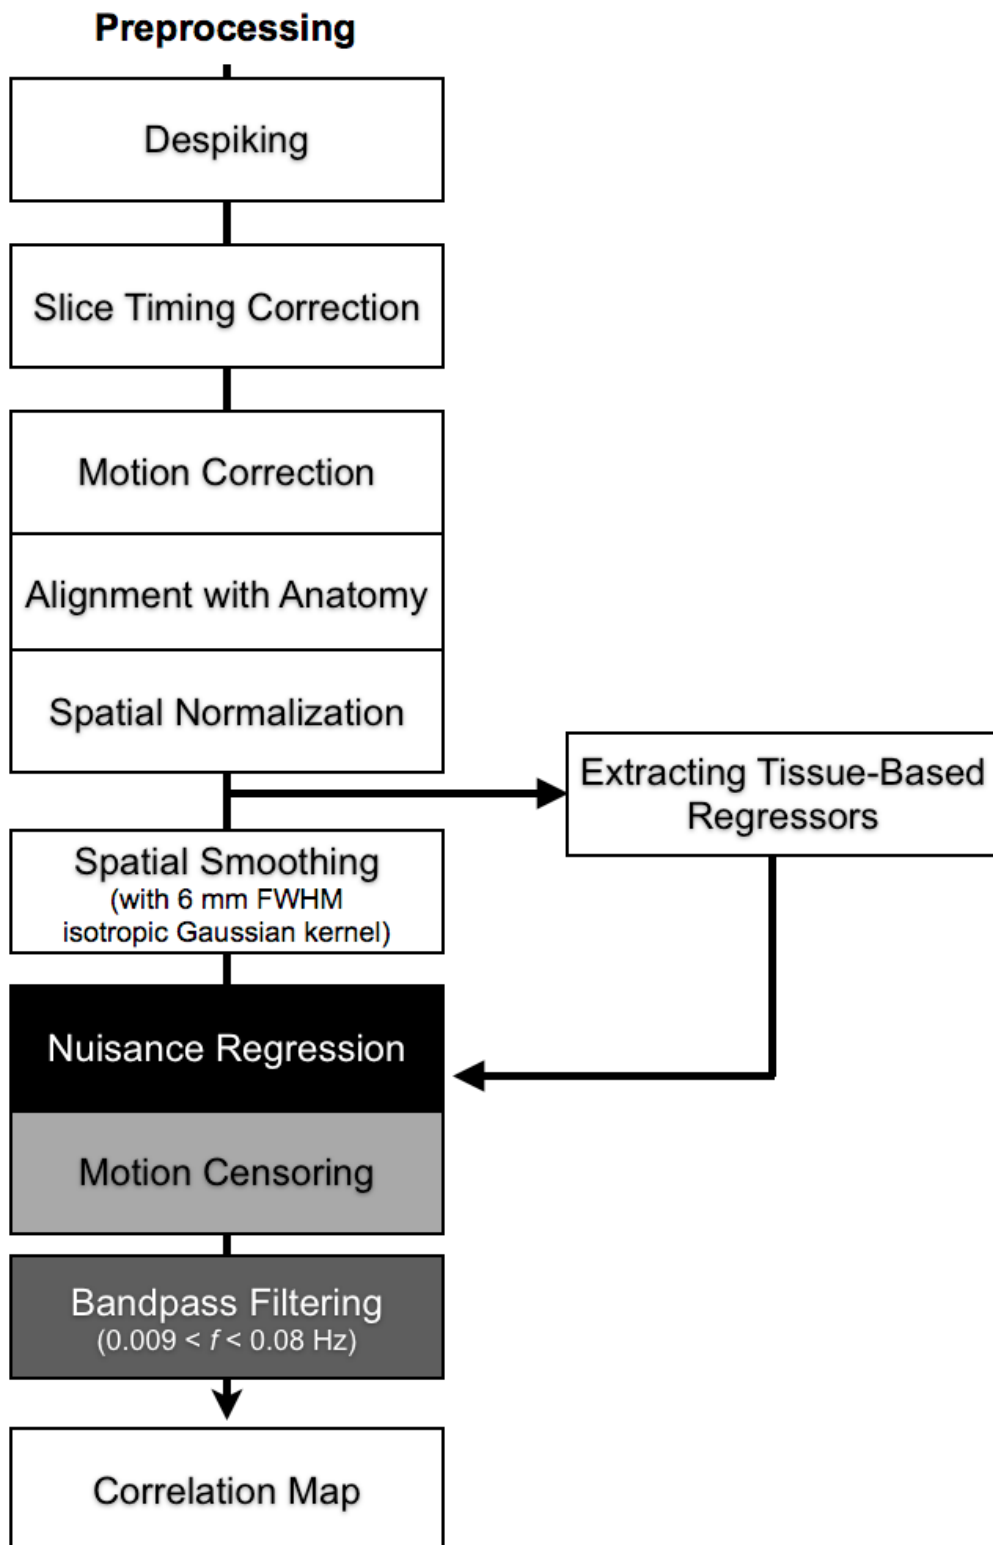 Preprocessing
Despiking
Slice Timing Correction
Motion Correction
Alignment with Anatomy
Spatial Normalization
Extracting Tissue-Based
Regressors
Spatial Smoothing
(with 6 mm FWHM
isotropic Gaussian kernel)
Nuisance Regression
Motion Censoring
Bandpass Filtering
(0.009 < f < 0.08 Hz)
Correlation Map